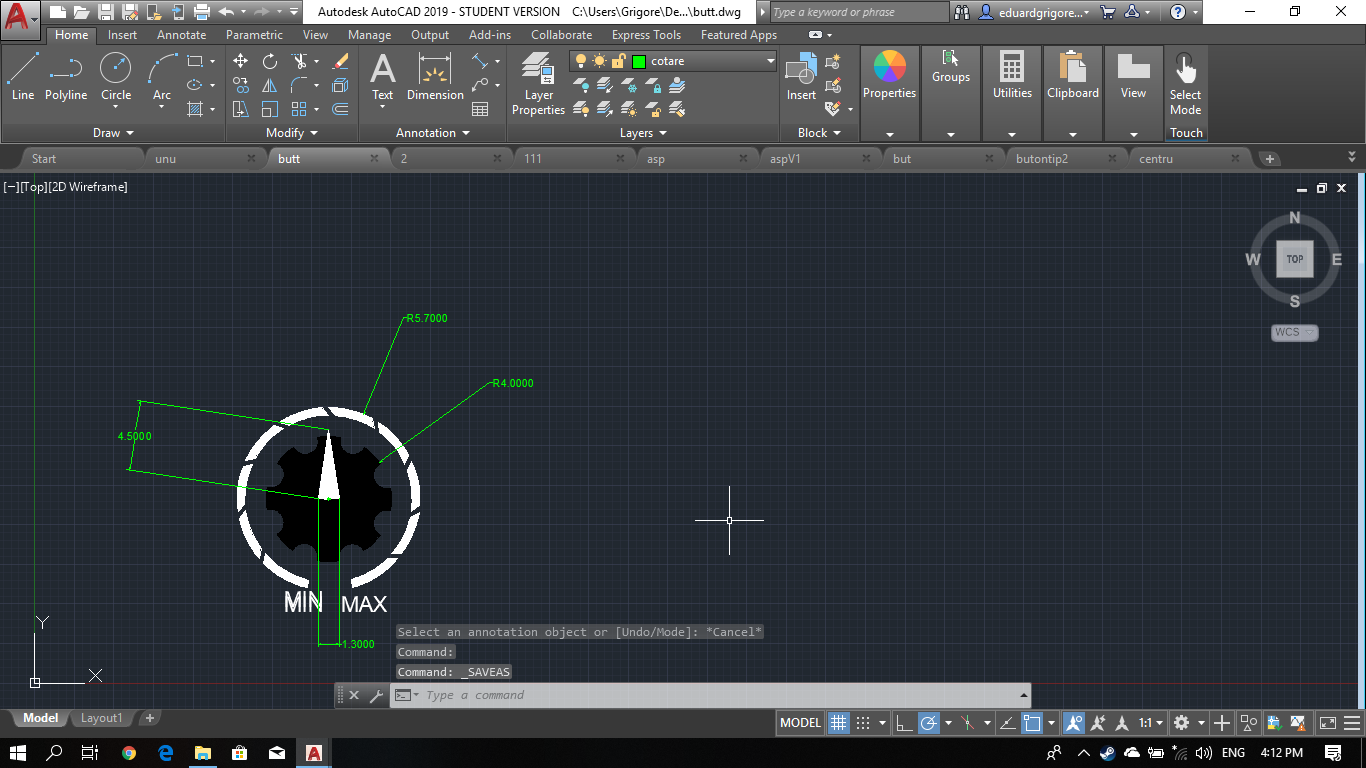 Autodesk AutoCAD 2019 - STUDENT VERSION C:\Users\Grigore\De...\butt.dwg
Type a keyword or phrase
eduardgrigore...
Home Insert Annotate Parametric View Manage Output Add-ins Collaborate Express Tools Featured Apps
cotare
Line Polyline Circle Arc
Text Dimension
Layer Properties
Insert
Properties Groups Utilities Clipboard View
Select Mode
Draw Modify Annotation Layers Block Touch
Start unu butt 2 111 asp aspV1 but butontip2 centru
[−][Top][2D Wireframe]
N
W TOP E
S
WCS
R5.7000
R4.0000
4.5000
MIN MAX
1.3000
Y
X
Select an annotation object or [Undo/Mode]: *Cancel*
Command:
Command: _SAVEAS
Type a command
Model Layout1
MODEL 1:1
ENG 4:12 PM